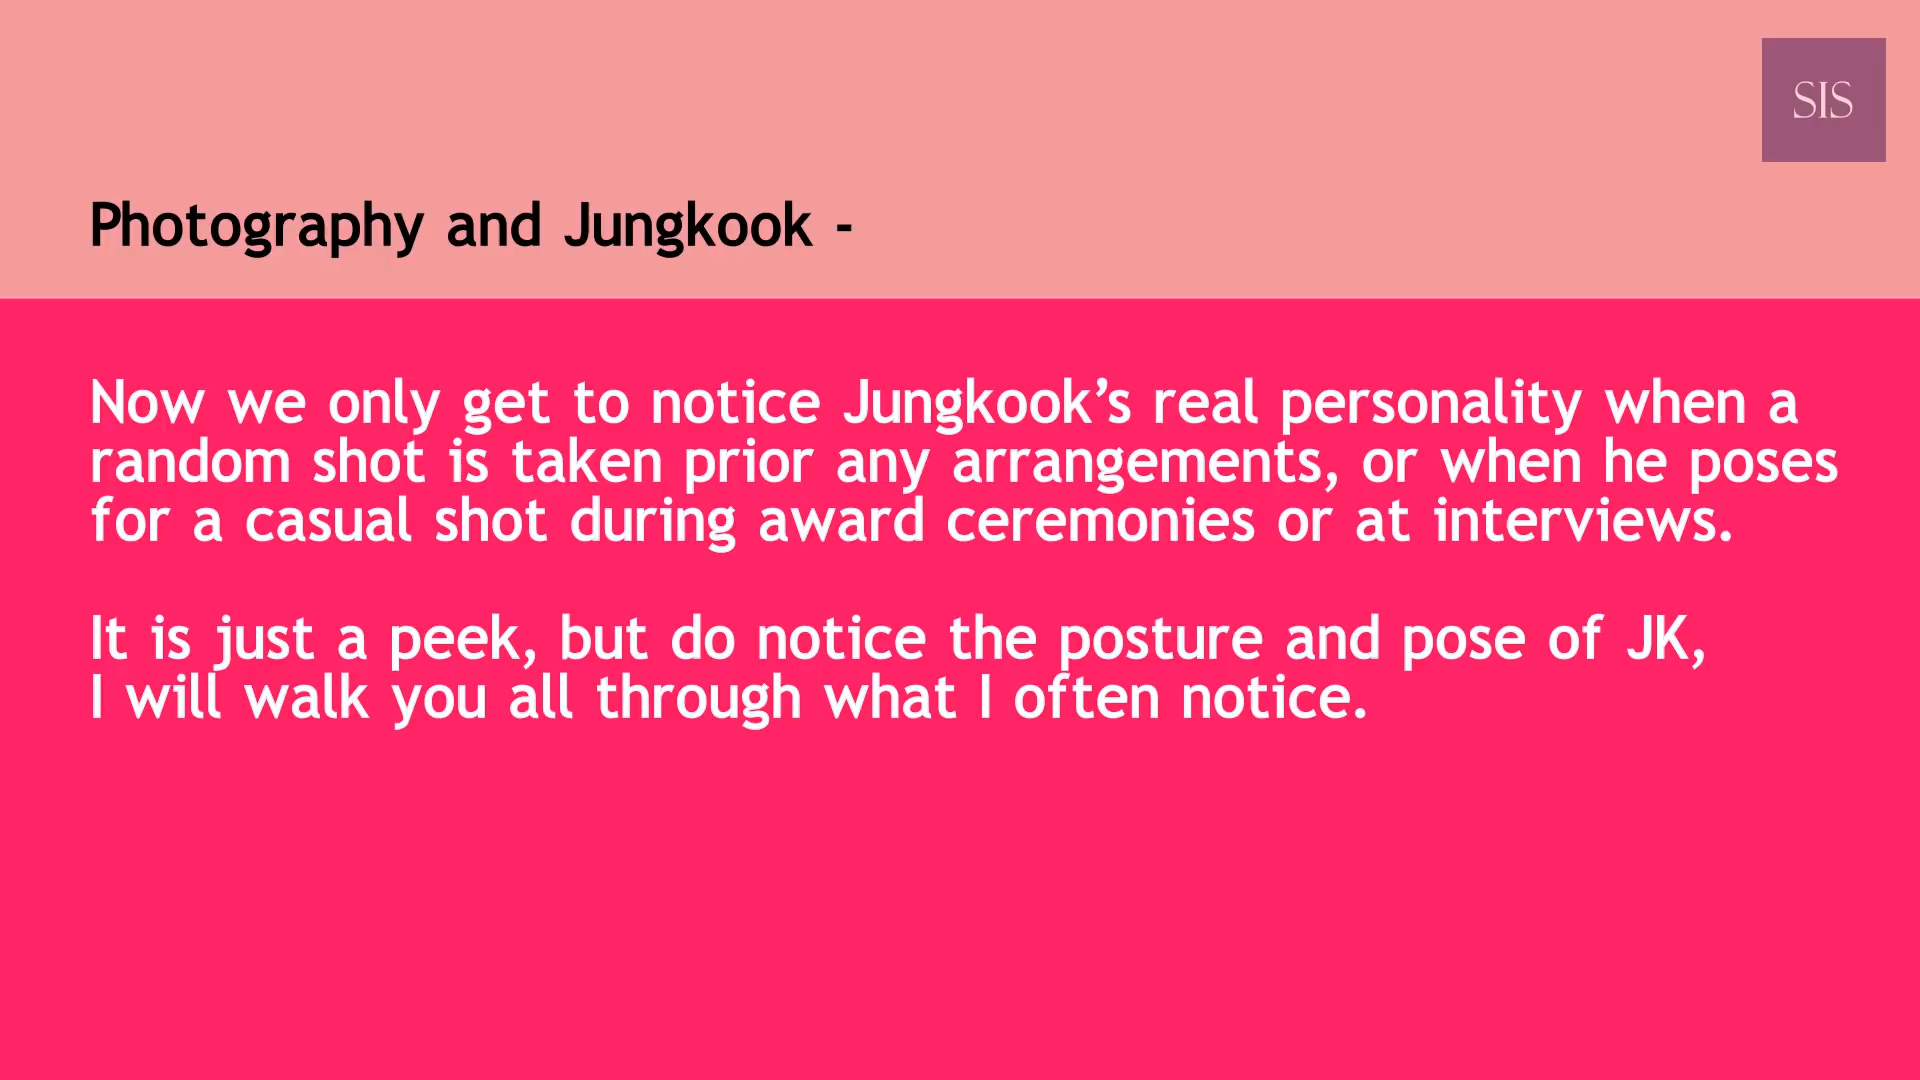 SIS
Photography and Jungkook -
Now we only get to notice Jungkook’s real personality when a
random shot is taken prior any arrangements, or when he poses
for a casual shot during award ceremonies or at interviews.
It is just a peek, but do notice the posture and pose of JK,
I will walk you all through what I often notice.